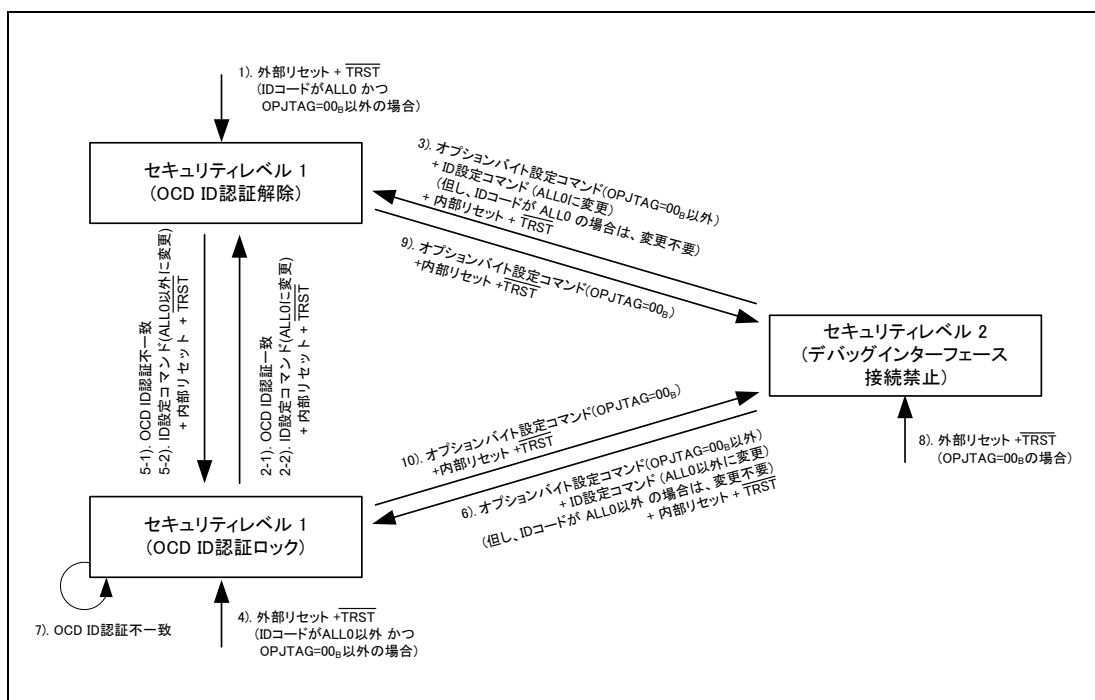 1). 外部リセット + TRST
(IDコードがALL0 かつ
OPJTAG=00B以外の場合)
セキュリティレベル 1
(OCD ID認証解除)
3). オプションバイト設定コマンド(OPJTAG=00B以外)
+ ID設定コマンド (ALL0に変更)
(但し、IDコードが ALL0 の場合は、変更不要)
+ 内部リセット + TRST
9). オプションバイト設定コマンド(OPJTAG=00B)
+内部リセット +TRST
5-1). OCD ID認証不一致
5-2). ID設定コマンド(ALL0以外に変更)
+ 内部リセット + TRST
2-1). OCD ID認証一致
2-2). ID設定コマンド(ALL0に変更)
+ 内部リセット + TRST
セキュリティレベル 2
(デバッグインターフェース
接続禁止)
8). 外部リセット +TRST
(OPJTAG=00Bの場合)
10). オプションバイト設定コマンド(OPJTAG=00B)
+内部リセット +TRST
6). オプションバイト設定コマンド(OPJTAG=00B以外)
+ ID設定コマンド (ALL0以外に変更)
(但し、IDコードが ALL0以外 の場合は、変更不要)
+ 内部リセット + TRST
セキュリティレベル 1
(OCD ID認証ロック)
7). OCD ID認証不一致
4). 外部リセット +TRST
(IDコードがALL0以外 かつ
OPJTAG=00B以外の場合)